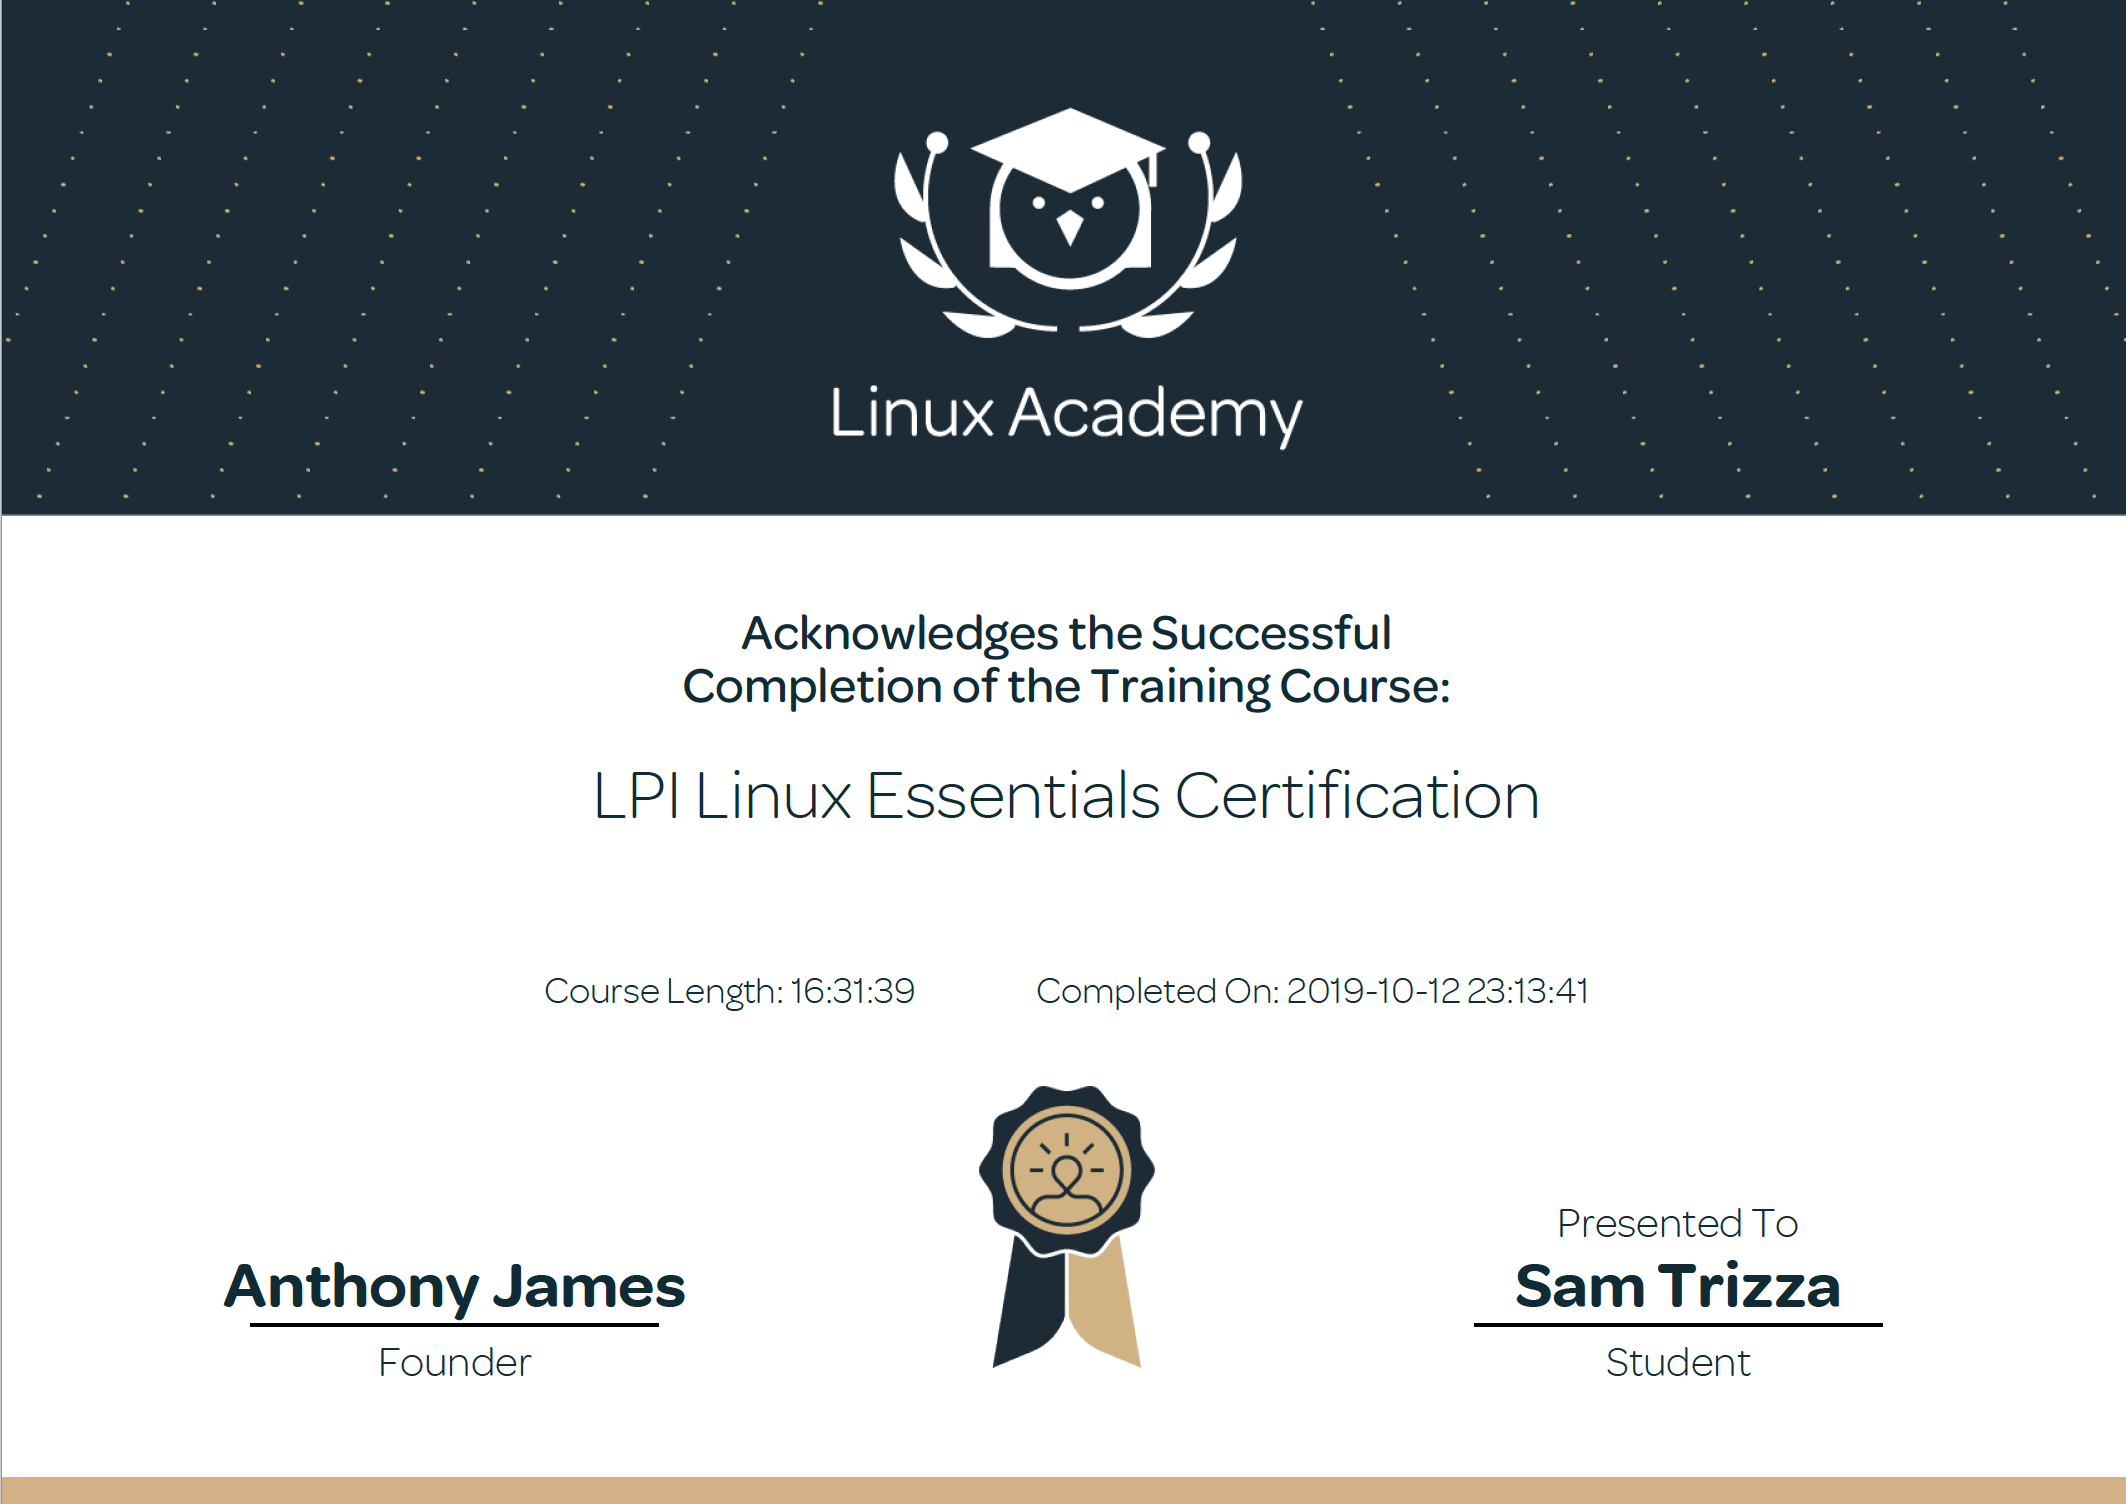 Linux Academy
Acknowledges the Successful
Completion of the Training Course:
LPI Linux Essentials Certification
Course Length: 16:31:39
Completed On: 2019-10-12 23:13:41
Anthony James
Founder
Presented To
Sam Trizza
Student